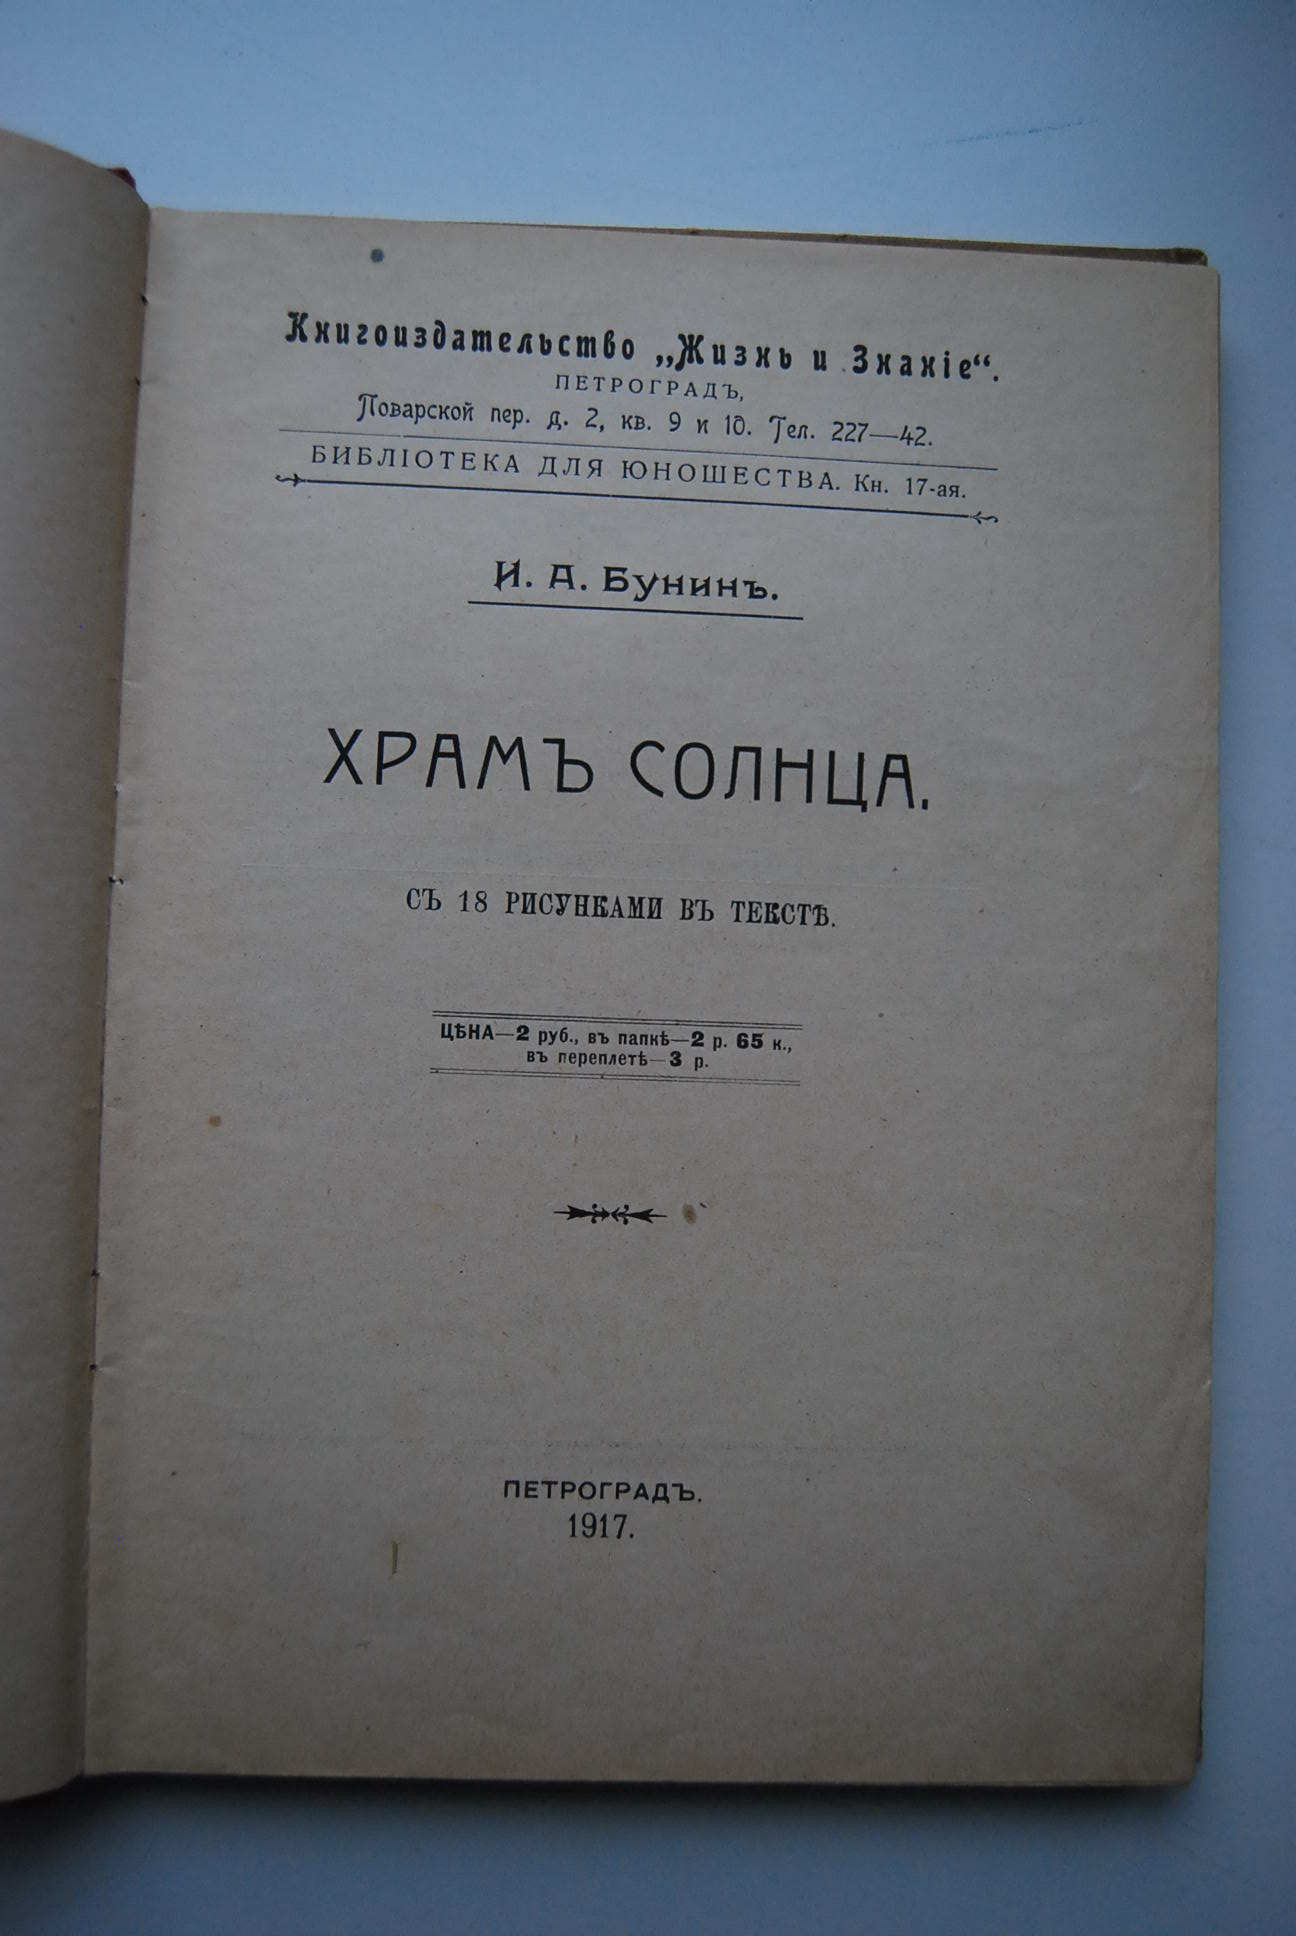 Книгоиздательство „Жизнь и Знаніе“.
ПЕТРОГРАДЪ,
Поварской пер. д. 2, кв. 9 и 10. Тел. 227—42.
БИБЛІОТЕКА ДЛЯ ЮНОШЕСТВА. Кн. 17-ая.
И. А. Бунинъ.
ХРАМЪ СОЛНЦА.
СЪ 18 РИСУНКАМИ ВЪ ТЕКСТѢ.
ЦѢНА—2 руб., въ папкѣ—2 р. 65 к.,
въ переплетѣ—3 р.
ПЕТРОГРАДЪ.
1917.